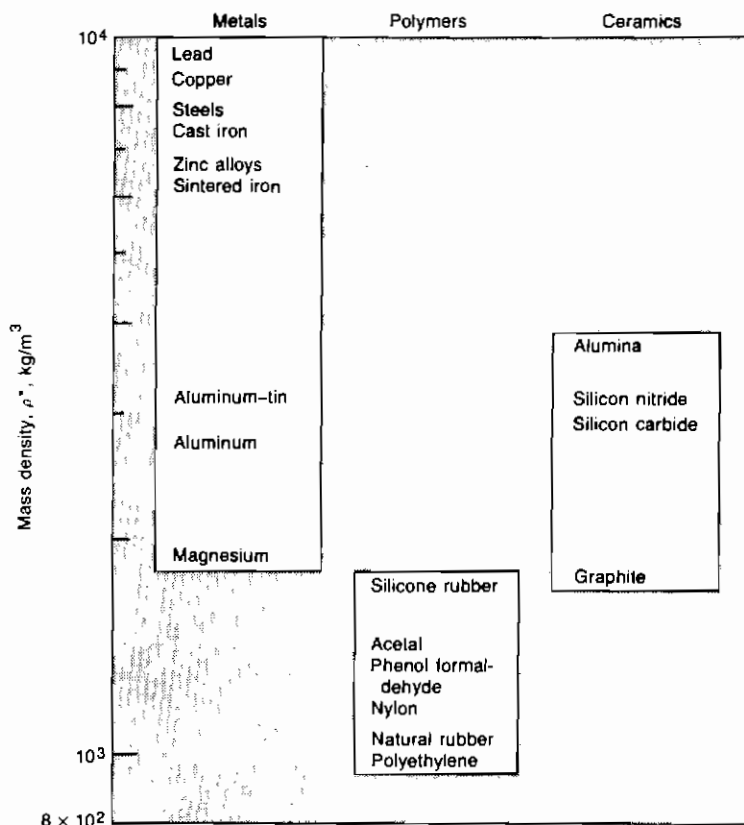 Metals
Polymers
Ceramics
10⁴
Lead
Copper
Steels
Cast iron
Zinc alloys
Sintered iron
Aluminum-tin
Aluminum
Magnesium
Silicone rubber
Acetal
Phenol formal-
dehyde
Nylon
Natural rubber
Polyethylene
Alumina
Silicon nitride
Silicon carbide
Graphite
Mass density, ρ*, kg/m³
10³
8 × 10²